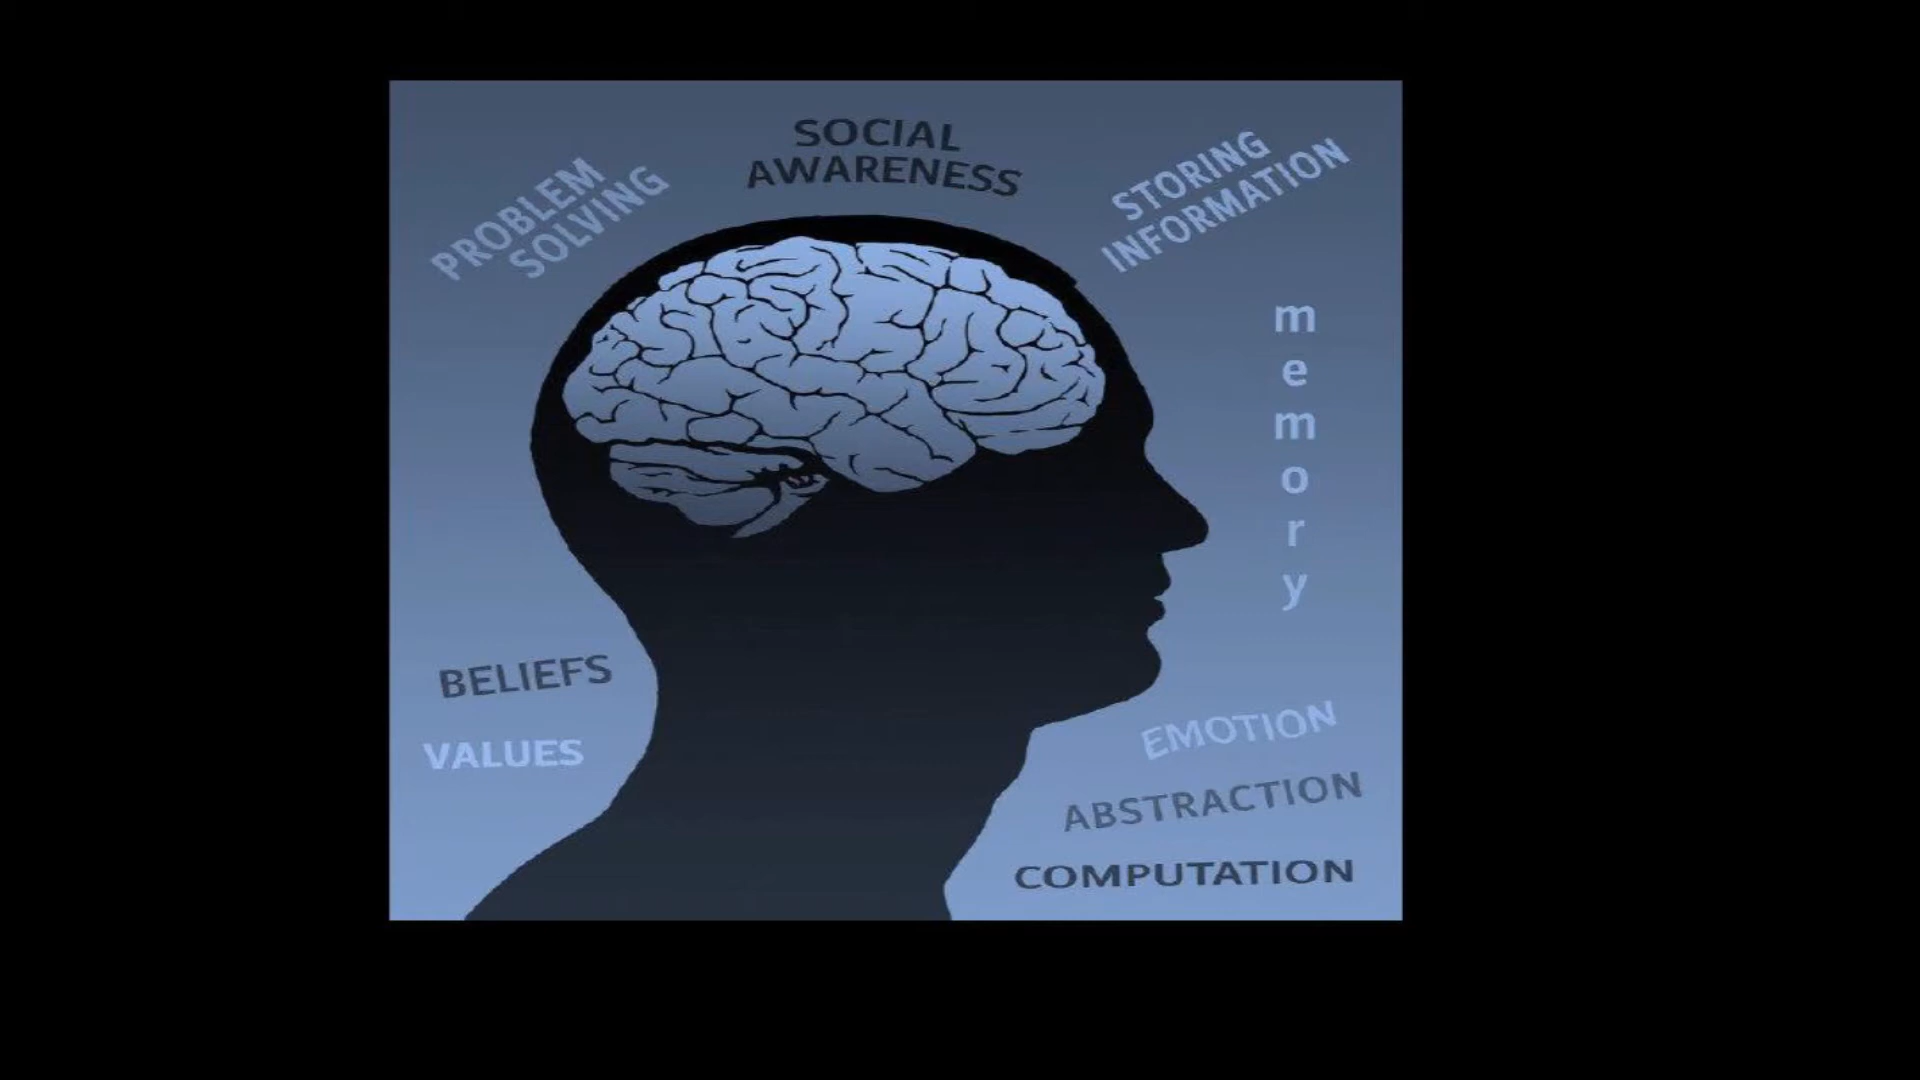 SOCIAL
AWARENESS
PROBLEM
SOLVING
STORING
INFORMATION
m
e
m
o
r
y
BELIEFS
VALUES
EMOTION
ABSTRACTION
COMPUTATION